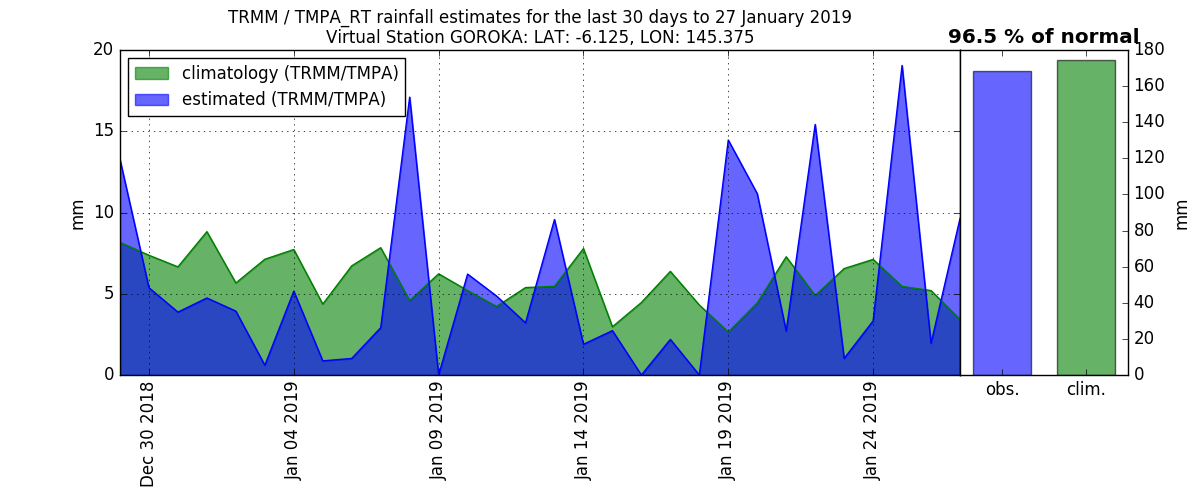 TRMM / TMPA_RT rainfall estimates for the last 30 days to 27 January 2019
Virtual Station GOROKA: LAT: -6.125, LON: 145.375
96.5 % of normal
climatology (TRMM/TMPA)
estimated (TRMM/TMPA)
mm
20
15
10
5
0
Dec 30 2018
Jan 04 2019
Jan 09 2019
Jan 14 2019
Jan 19 2019
Jan 24 2019
obs.
clim.
180
160
140
120
100
80
60
40
20
0
mm